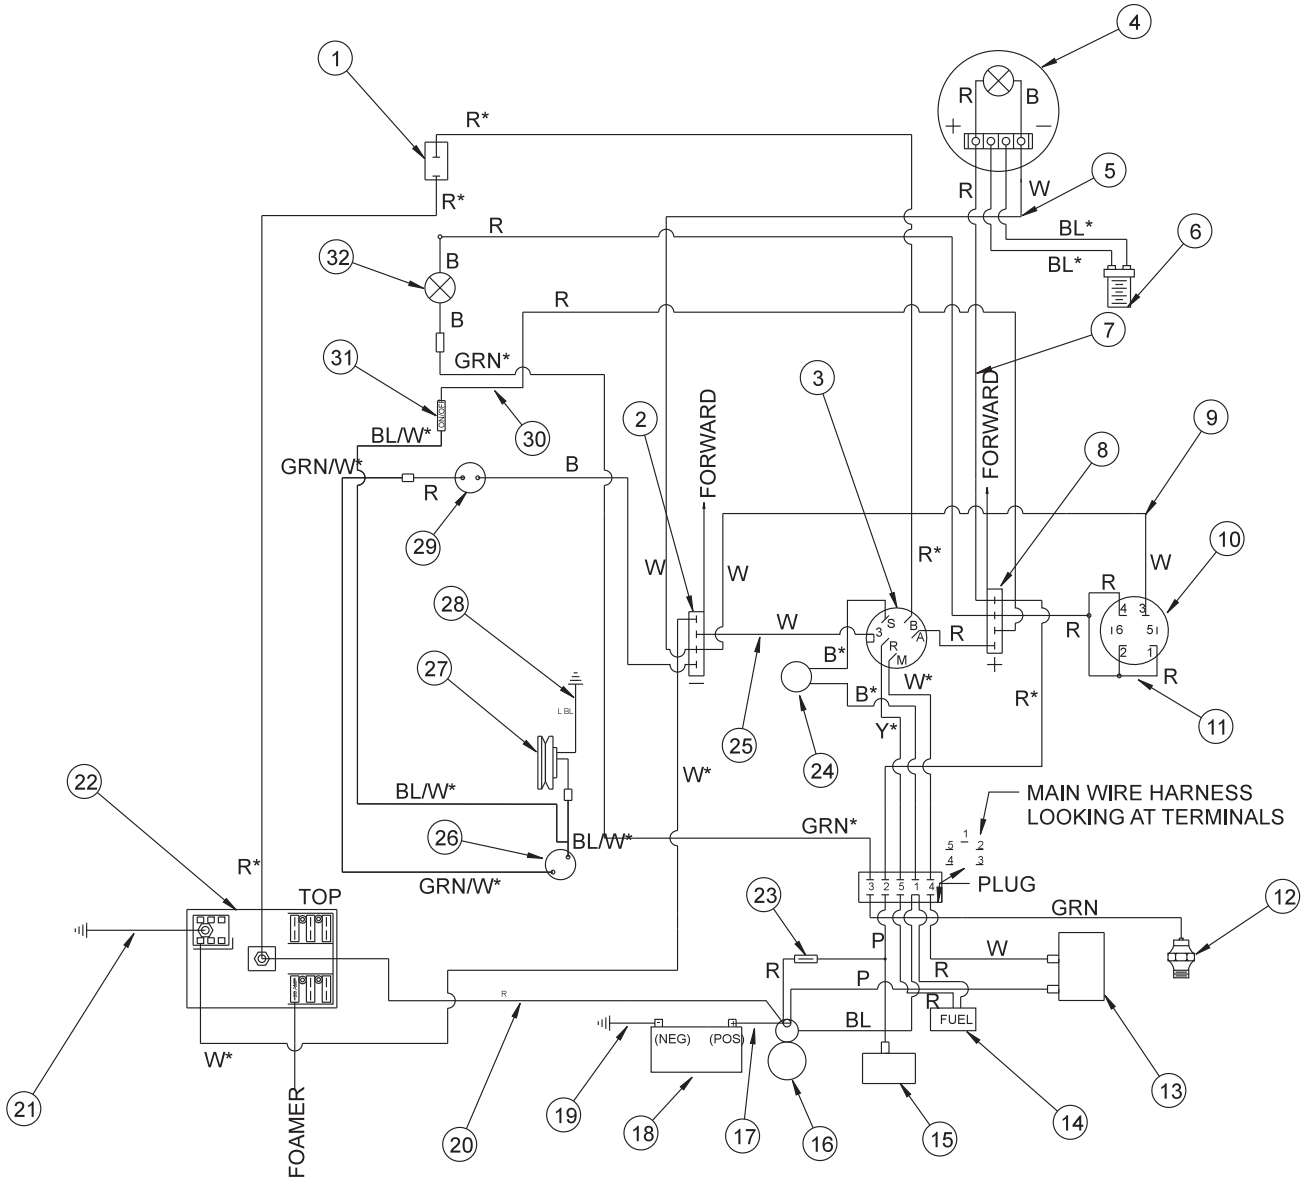 4
1
R*
R
B
+
—
R
W
5
R*
R
BL*
6
32
B
BL*
B
R
7
31
GRN*
3
FORWARD
FORWARD
ON/OFF
30
2
9
BL/W*
8
GRN/W*
B
R
29
R*
10
W
W
W
28
R
4
3
S
B
3
A
W
R
6
5
R
R
M
2
1
27
B*
+
R
L BL
—
W*
R*
B*
11
Y*
25
24
22
W*
BL/W*
MAIN WIRE HARNESS
LOOKING AT TERMINALS
GRN*
26
BL/W*
1
5
2
4
3
R*
GRN/W*
3
2
5
1
4
PLUG
TOP
23
12
GRN
P
W
R
R
P
R
R
BL
FUEL
(NEG)
(POS)
W*
21
FOAMER
20
19
18
17
16
15
14
13